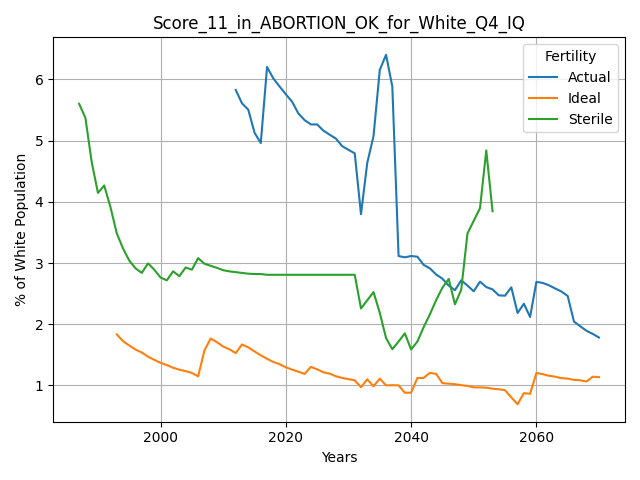 Score_11_in_ABORTION_OK_for_White_Q4_IQ
Fertility
Actual
Ideal
Sterile
% of White Population
6
5
4
3
2
1
2000
2020
2040
2060
Years